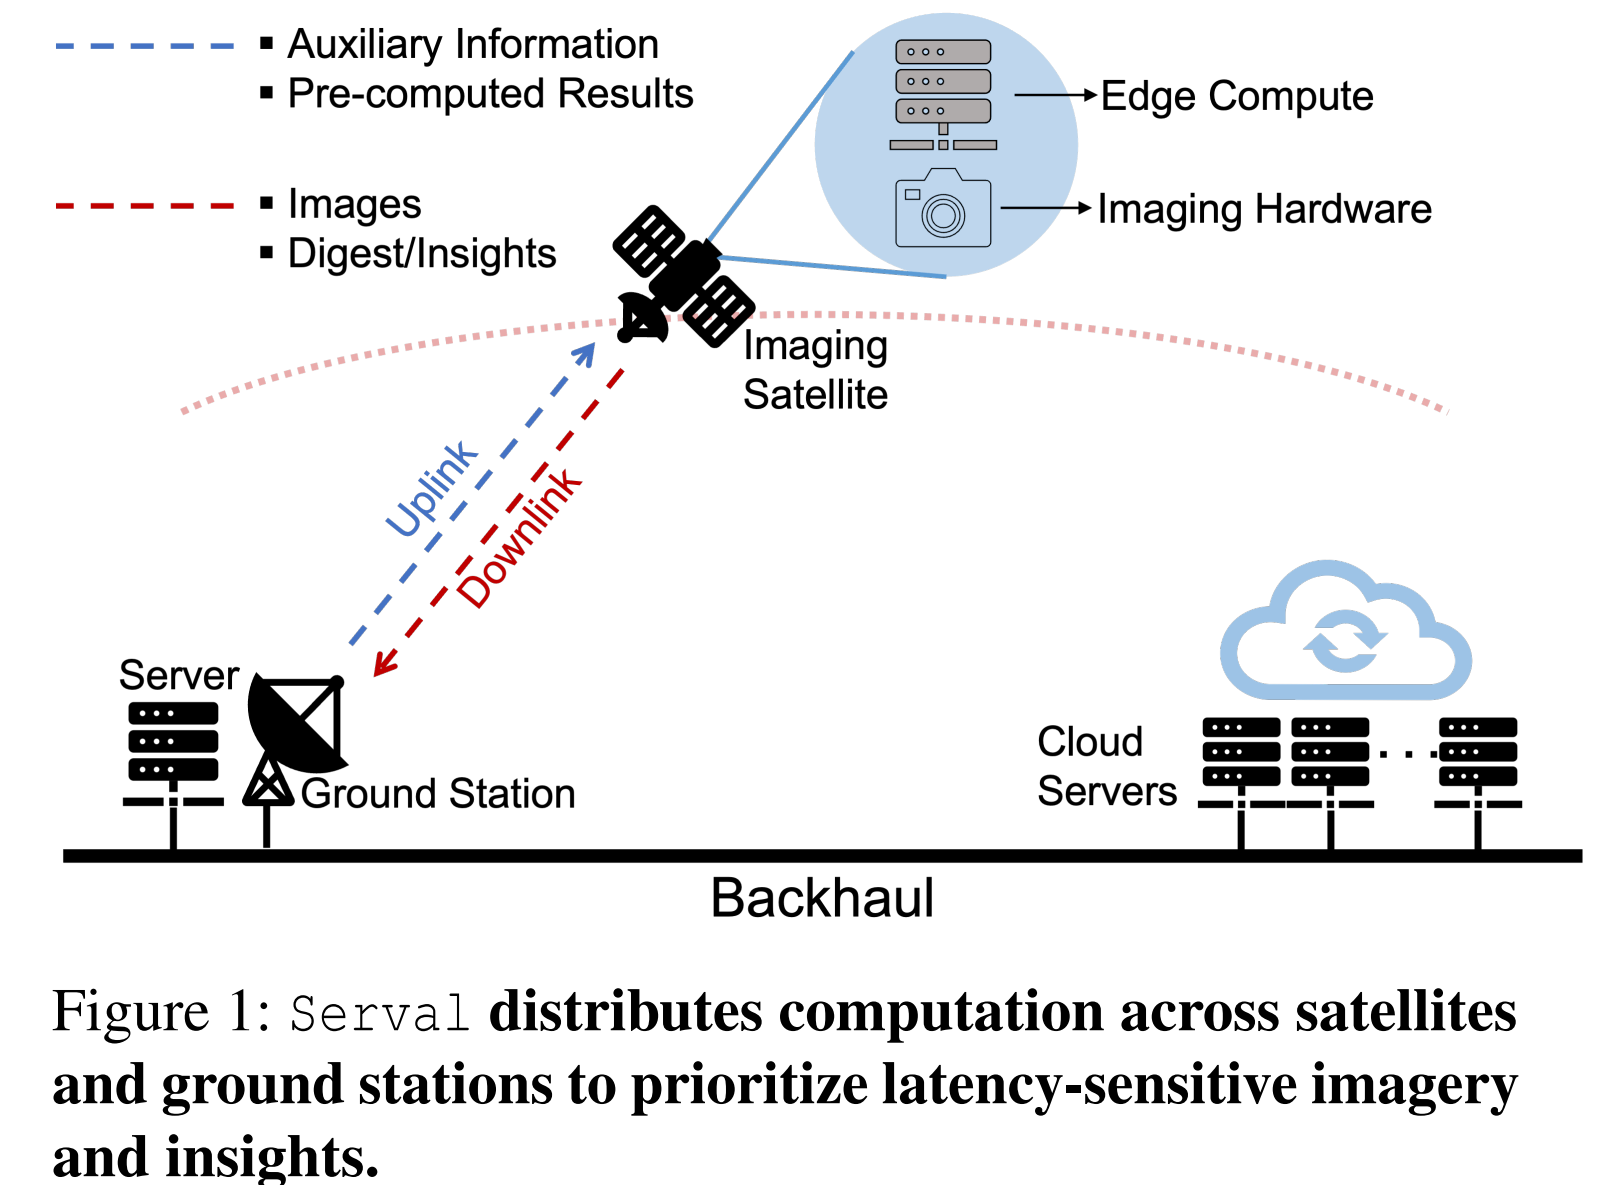 ▪ Auxiliary Information
▪ Pre-computed Results
▪ Images
▪ Digest/Insights
Edge Compute
Imaging Hardware
Imaging
Satellite
Uplink
Downlink
Server
Ground Station
Cloud
Servers
. . .
Backhaul
Figure 1: Serval distributes computation across satellites
and ground stations to prioritize latency-sensitive imagery
and insights.